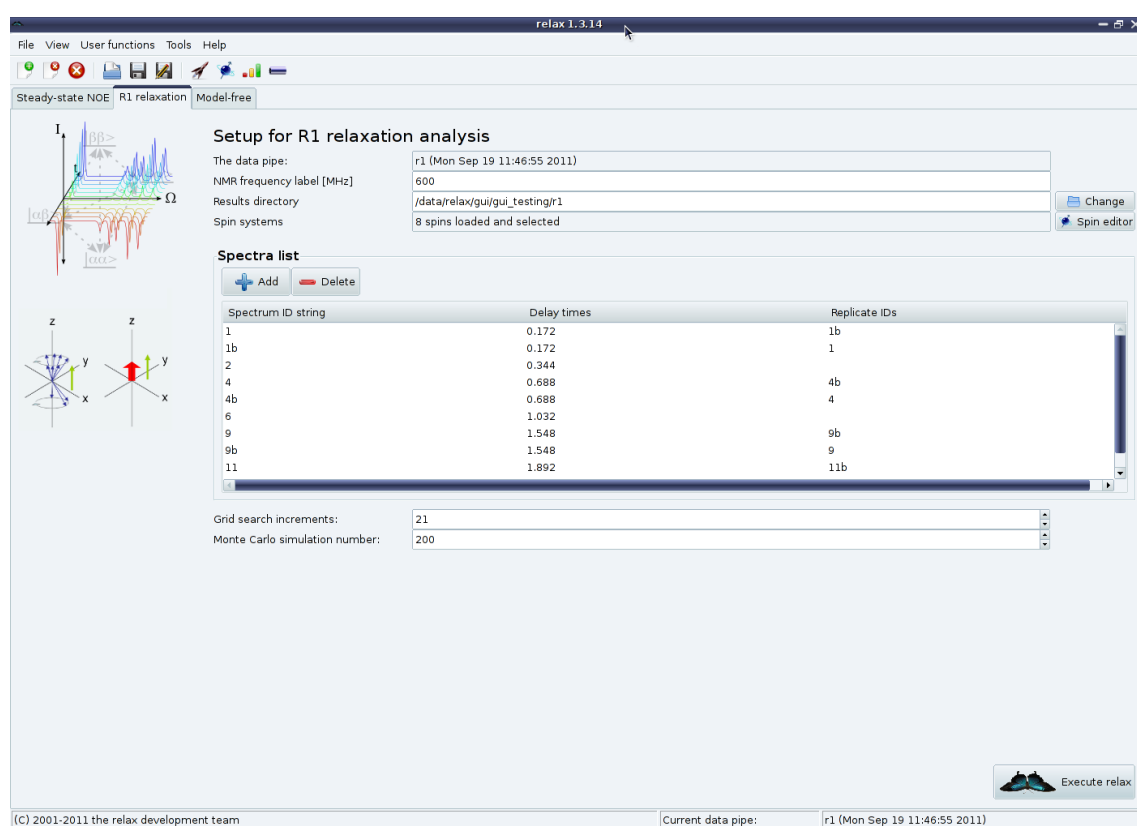 relax 1.3.14
File View User functions Tools Help
Steady-state NOE R1 relaxation Model-free
I
|ββ>
t
Ω
|αβ
|αα>
z z
y y
x x
Setup for R1 relaxation analysis
The data pipe: r1 (Mon Sep 19 11:46:55 2011)
NMR frequency label [MHz] 600
Results directory /data/relax/gui/gui_testing/r1 Change
Spin systems 8 spins loaded and selected Spin editor
Spectra list
Add Delete
Spectrum ID string Delay times Replicate IDs
1 0.172 1b
1b 0.172 1
2 0.344
4 0.688 4b
4b 0.688 4
6 1.032
9 1.548 9b
9b 1.548 9
11 1.892 11b
Grid search increments: 21
Monte Carlo simulation number: 200
Execute relax
(C) 2001-2011 the relax development team Current data pipe: r1 (Mon Sep 19 11:46:55 2011)